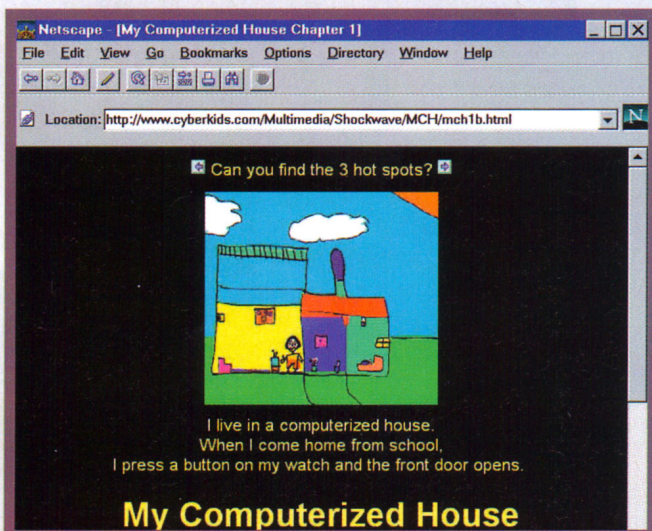 Netscape - [My Computerized House Chapter 1]
File Edit View Go Bookmarks Options Directory Window Help
Location: http://www.cyberkids.com/Multimedia/Shockwave/MCH/mch1b.html
N
Can you find the 3 hot spots?
I live in a computerized house.
When I come home from school,
I press a button on my watch and the front door opens.
My Computerized House